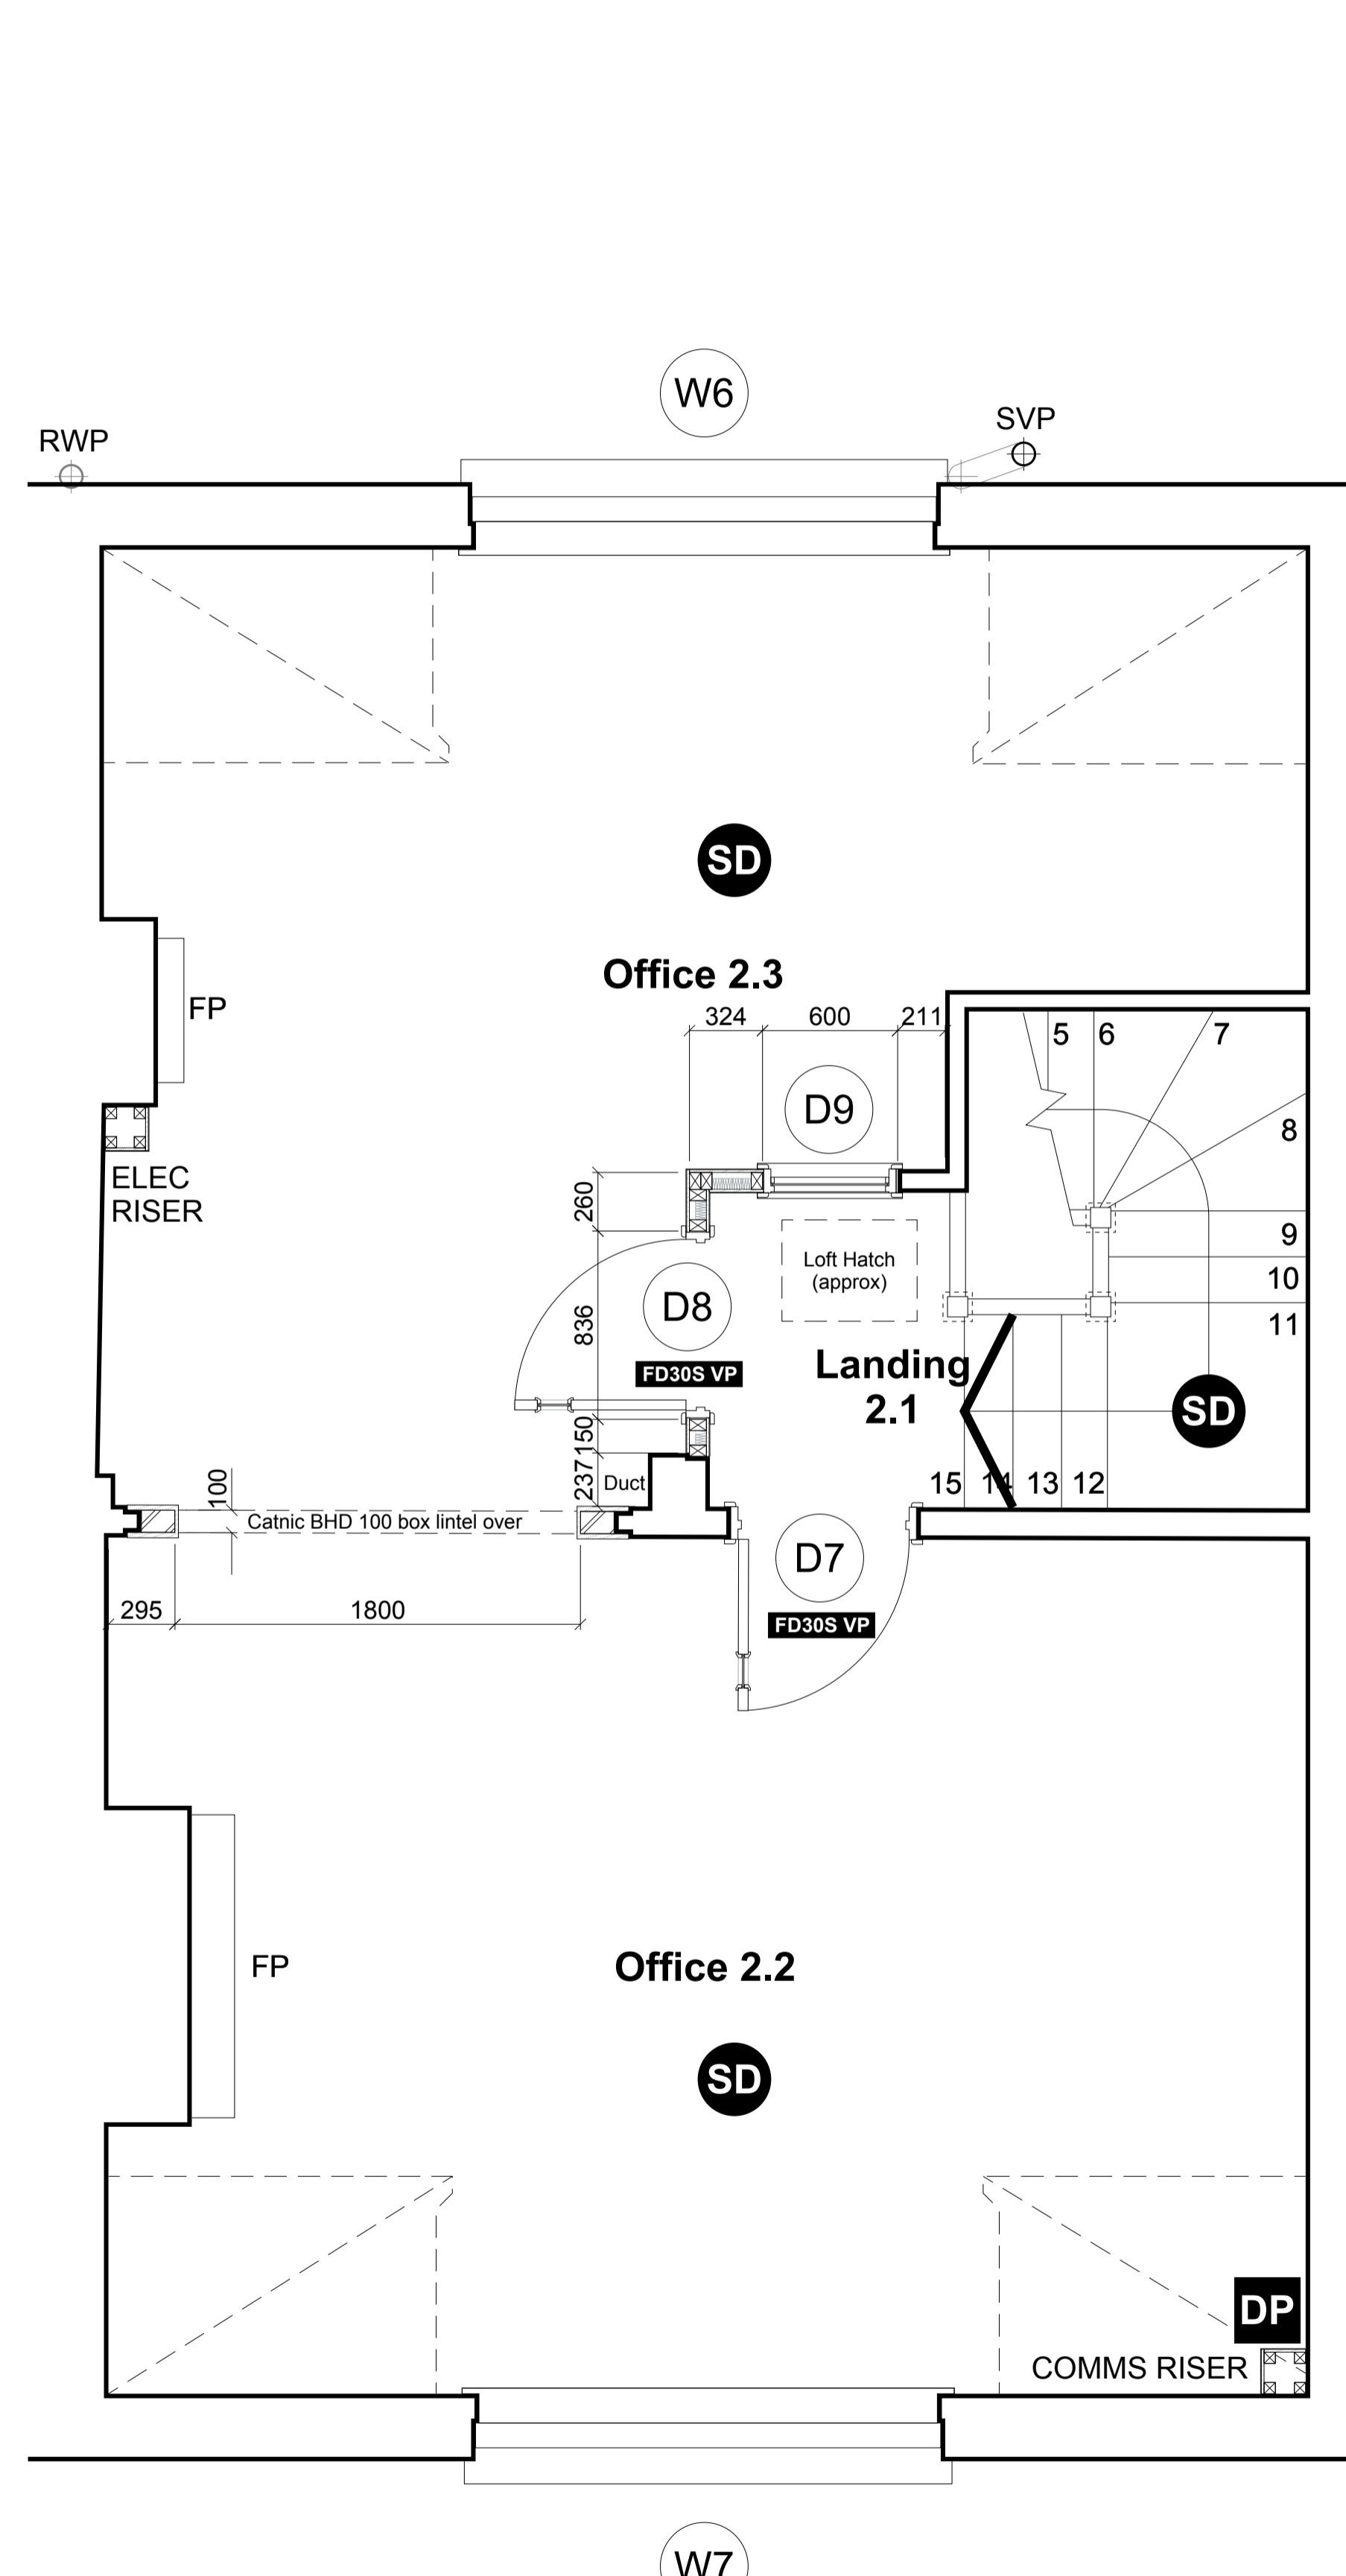 W6
SVP
RWP
SD
Office 2.3
FP
324
600
211
5
6
7
D9
8
ELEC
RISER
260
9
Loft Hatch
(approx)
10
D8
836
11
Landing
2.1
FD30S VP
SD
150
237
Duct
15
14
13
12
100
Catnic BHD 100 box lintel over
D7
295
1800
FD30S VP
Office 2.2
FP
SD
DP
COMMS RISER
W7